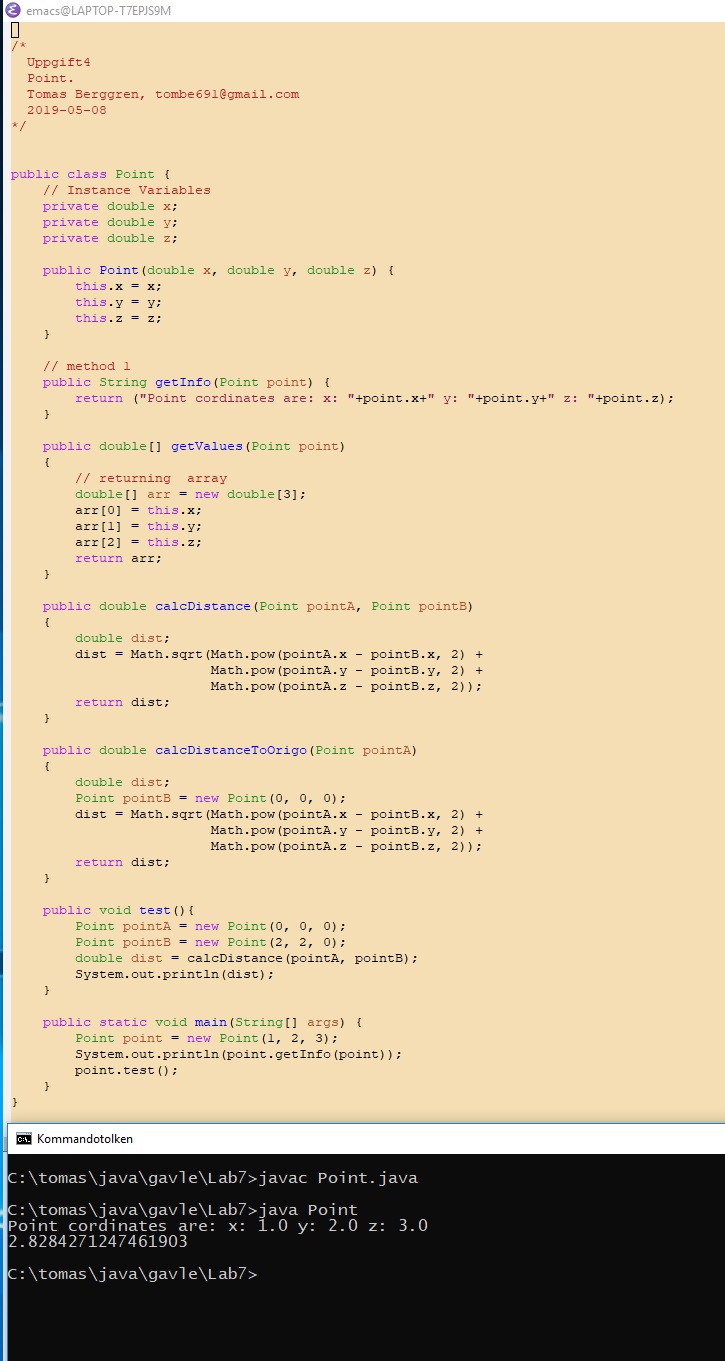 emacs@LAPTOP-T7EPJS9M
/*
  Uppgift4
  Point.
  Tomas Berggren, tombe691@gmail.com
  2019-05-08
*/
public class Point {
    // Instance Variables
    private double x;
    private double y;
    private double z;
    public Point(double x, double y, double z) {
        this.x = x;
        this.y = y;
        this.z = z;
    }
    // method 1
    public String getInfo(Point point) {
        return ("Point cordinates are: x: "+point.x+" y: "+point.y+" z: "+point.z);
    }
    public double[] getValues(Point point)
    {
        // returning  array
        double[] arr = new double[3];
        arr[0] = this.x;
        arr[1] = this.y;
        arr[2] = this.z;
        return arr;
    }
    public double calcDistance(Point pointA, Point pointB)
    {
        double dist;
        dist = Math.sqrt(Math.pow(pointA.x - pointB.x, 2) +
                         Math.pow(pointA.y - pointB.y, 2) +
                         Math.pow(pointA.z - pointB.z, 2));
        return dist;
    }
    public double calcDistanceToOrigo(Point pointA)
    {
        double dist;
        Point pointB = new Point(0, 0, 0);
        dist = Math.sqrt(Math.pow(pointA.x - pointB.x, 2) +
                         Math.pow(pointA.y - pointB.y, 2) +
                         Math.pow(pointA.z - pointB.z, 2));
        return dist;
    }
    public void test(){
        Point pointA = new Point(0, 0, 0);
        Point pointB = new Point(2, 2, 0);
        double dist = calcDistance(pointA, pointB);
        System.out.println(dist);
    }
    public static void main(String[] args) {
        Point point = new Point(1, 2, 3);
        System.out.println(point.getInfo(point));
        point.test();
    }
}
Kommandotolken
C:\tomas\java\gavle\Lab7>javac Point.java
C:\tomas\java\gavle\Lab7>java Point
Point cordinates are: x: 1.0 y: 2.0 z: 3.0
2.8284271247461903
C:\tomas\java\gavle\Lab7>